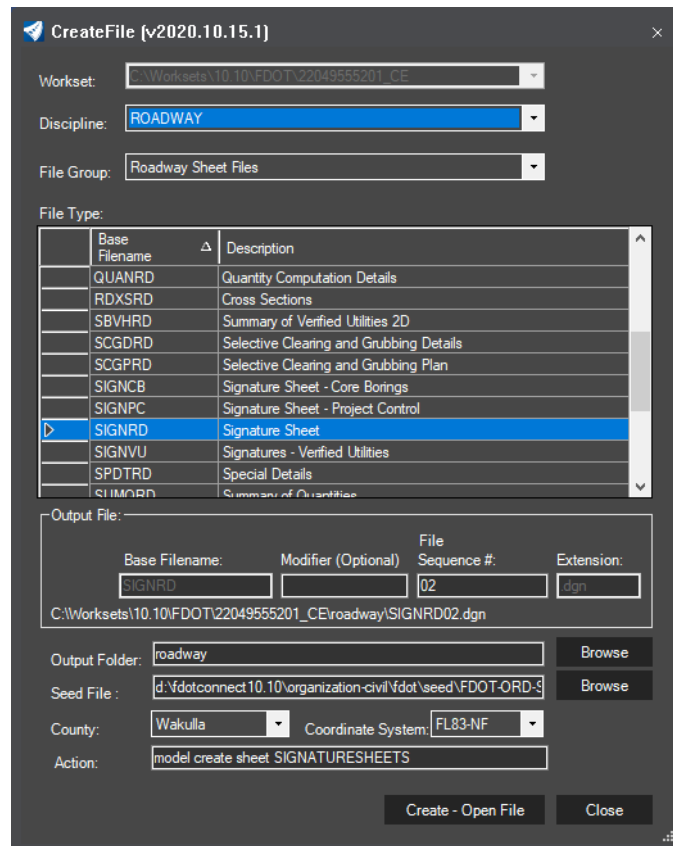 CreateFile (v2020.10.15.1)
Workset: C:\Worksets\10.10\FDOT\22049555201_CE
Discipline: ROADWAY
File Group: Roadway Sheet Files
File Type:
Base Filename Description
QUANRD Quantity Computation Details
RDXSRD Cross Sections
SBVHRD Summary of Verified Utilities 2D
SCGDRD Selective Clearing and Grubbing Details
SCGPRD Selective Clearing and Grubbing Plan
SIGNCB Signature Sheet - Core Borings
SIGNPC Signature Sheet - Project Control
SIGNRD Signature Sheet
SIGNVU Signatures - Verified Utilities
SPDTRD Special Details
SUMQRD Summary of Quantities
Output File:
Base Filename: Modifier (Optional) File Sequence #: Extension:
SIGNRD 02 .dgn
C:\Worksets\10.10\FDOT\22049555201_CE\roadway\SIGNRD02.dgn
Output Folder: roadway Browse
Seed File : d:\fdotconnect10.10\organization-civil\fdot\seed\FDOT-ORD-S Browse
County: Wakulla Coordinate System: FL83-NF
Action: model create sheet SIGNATURESHEETS
Create - Open File Close